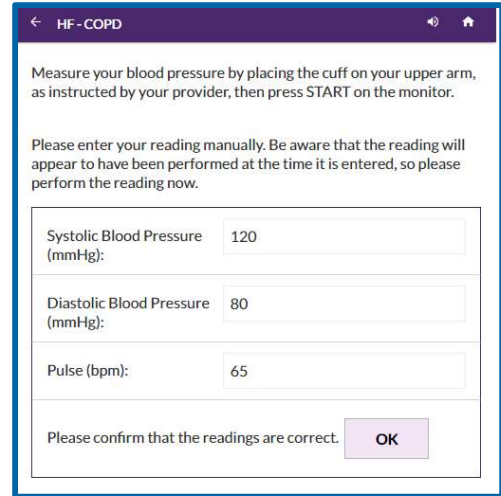 HF - COPD
Measure your blood pressure by placing the cuff on your upper arm,
as instructed by your provider, then press START on the monitor.
Please enter your reading manually. Be aware that the reading will
appear to have been performed at the time it is entered, so please
perform the reading now.
Systolic Blood Pressure
(mmHg):
120
Diastolic Blood Pressure
(mmHg):
80
Pulse (bpm):
65
Please confirm that the readings are correct.
OK